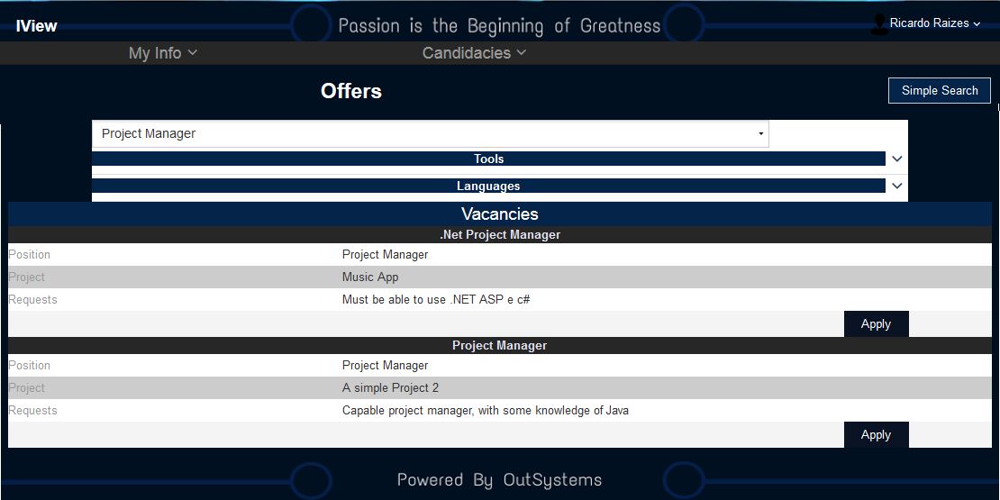 IView
Passion is the Beginning of Greatness
Ricardo Raizes
My Info
Candidacies
Offers
Simple Search
Project Manager
Tools
Languages
Vacancies
.Net Project Manager
Position Project Manager
Project Music App
Requests Must be able to use .NET ASP e c#
Apply
Project Manager
Position Project Manager
Project A simple Project 2
Requests Capable project manager, with some knowledge of Java
Apply
Powered By OutSystems